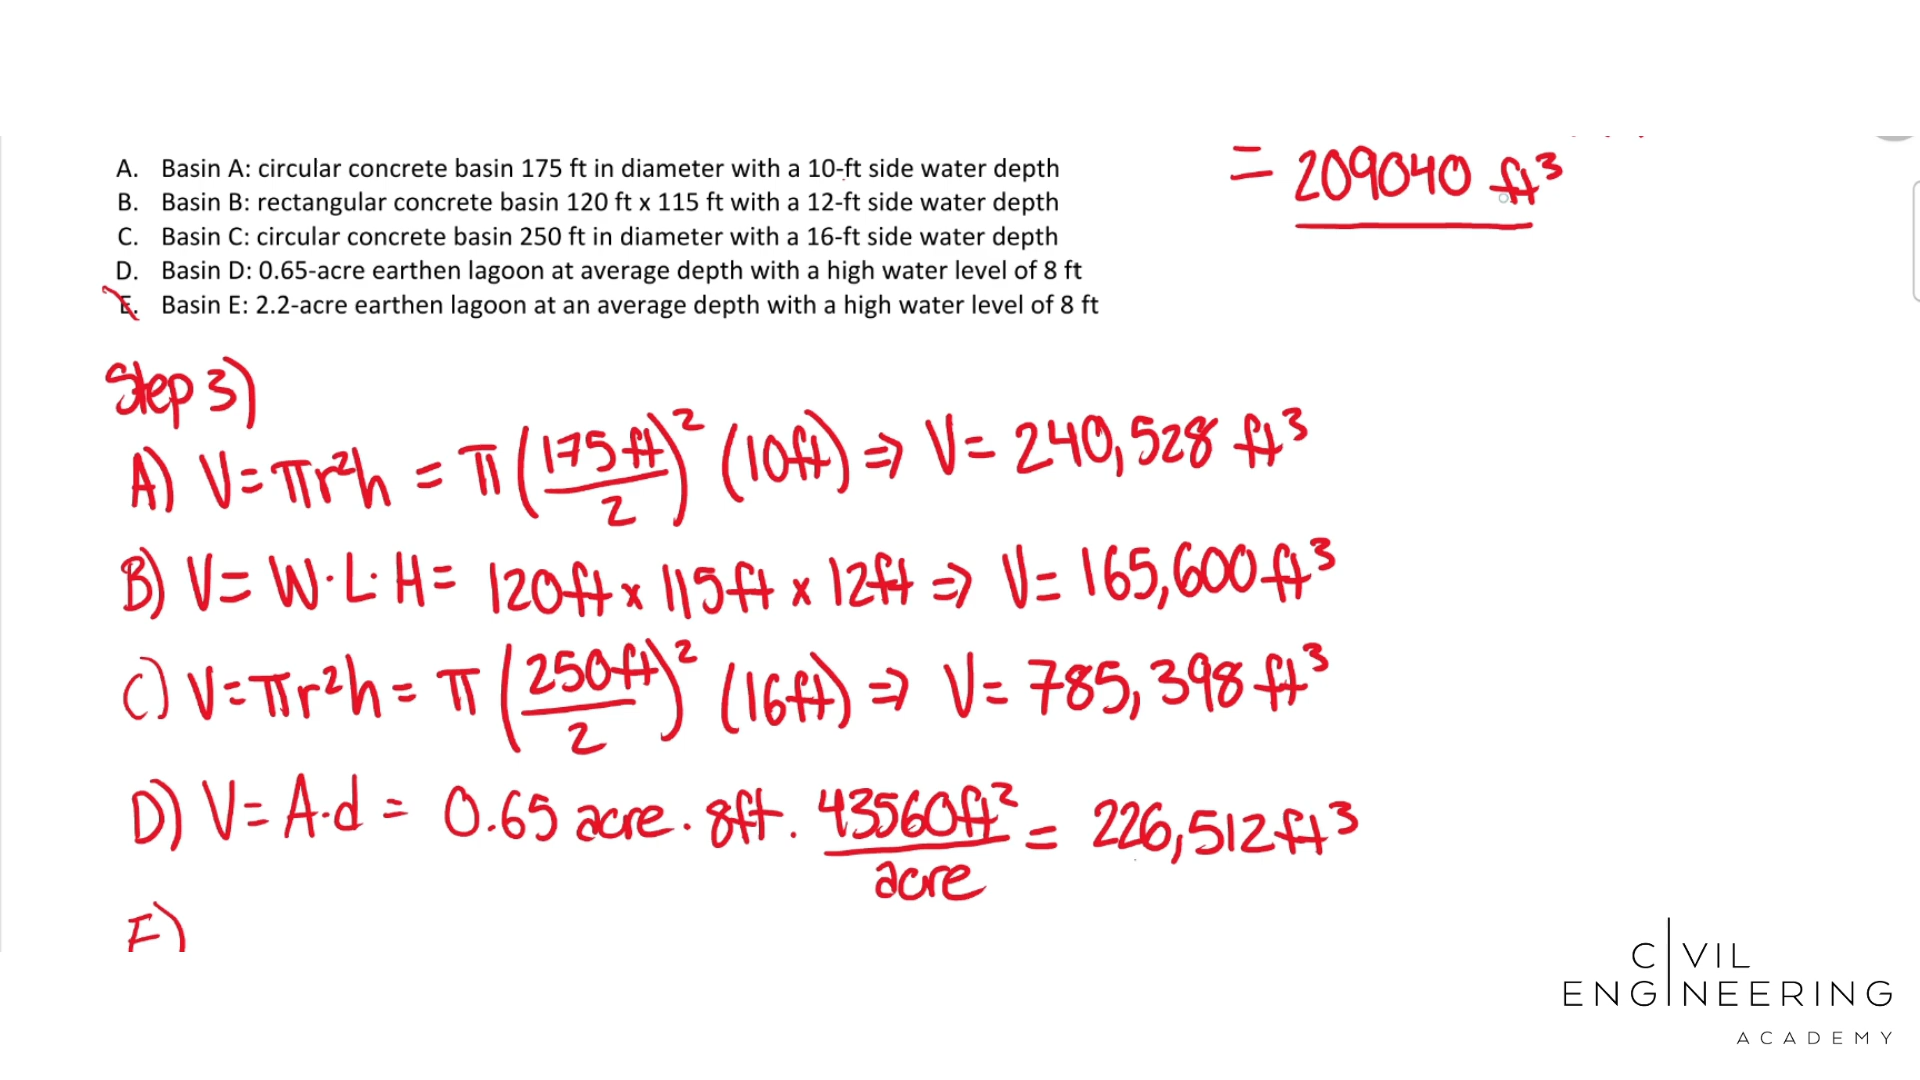 A. Basin A: circular concrete basin 175 ft in diameter with a 10-ft side water depth
B. Basin B: rectangular concrete basin 120 ft x 115 ft with a 12-ft side water depth
C. Basin C: circular concrete basin 250 ft in diameter with a 16-ft side water depth
D. Basin D: 0.65-acre earthen lagoon at average depth with a high water level of 8 ft
E. Basin E: 2.2-acre earthen lagoon at an average depth with a high water level of 8 ft
= 209040 ft³
Step 3)
A) V = πr²h = π (175 ft / 2)² (10ft) ⇒ V = 240,528 ft³
B) V = W · L · H = 120ft x 115ft x 12ft ⇒ V = 165,600 ft³
C) V = πr²h = π (250ft / 2)² (16ft) ⇒ V = 785,398 ft³
D) V = A·d = 0.65 acre · 8ft · 43560ft² / acre = 226,512 ft³
E)
CIVIL
ENGINEERING
ACADEMY